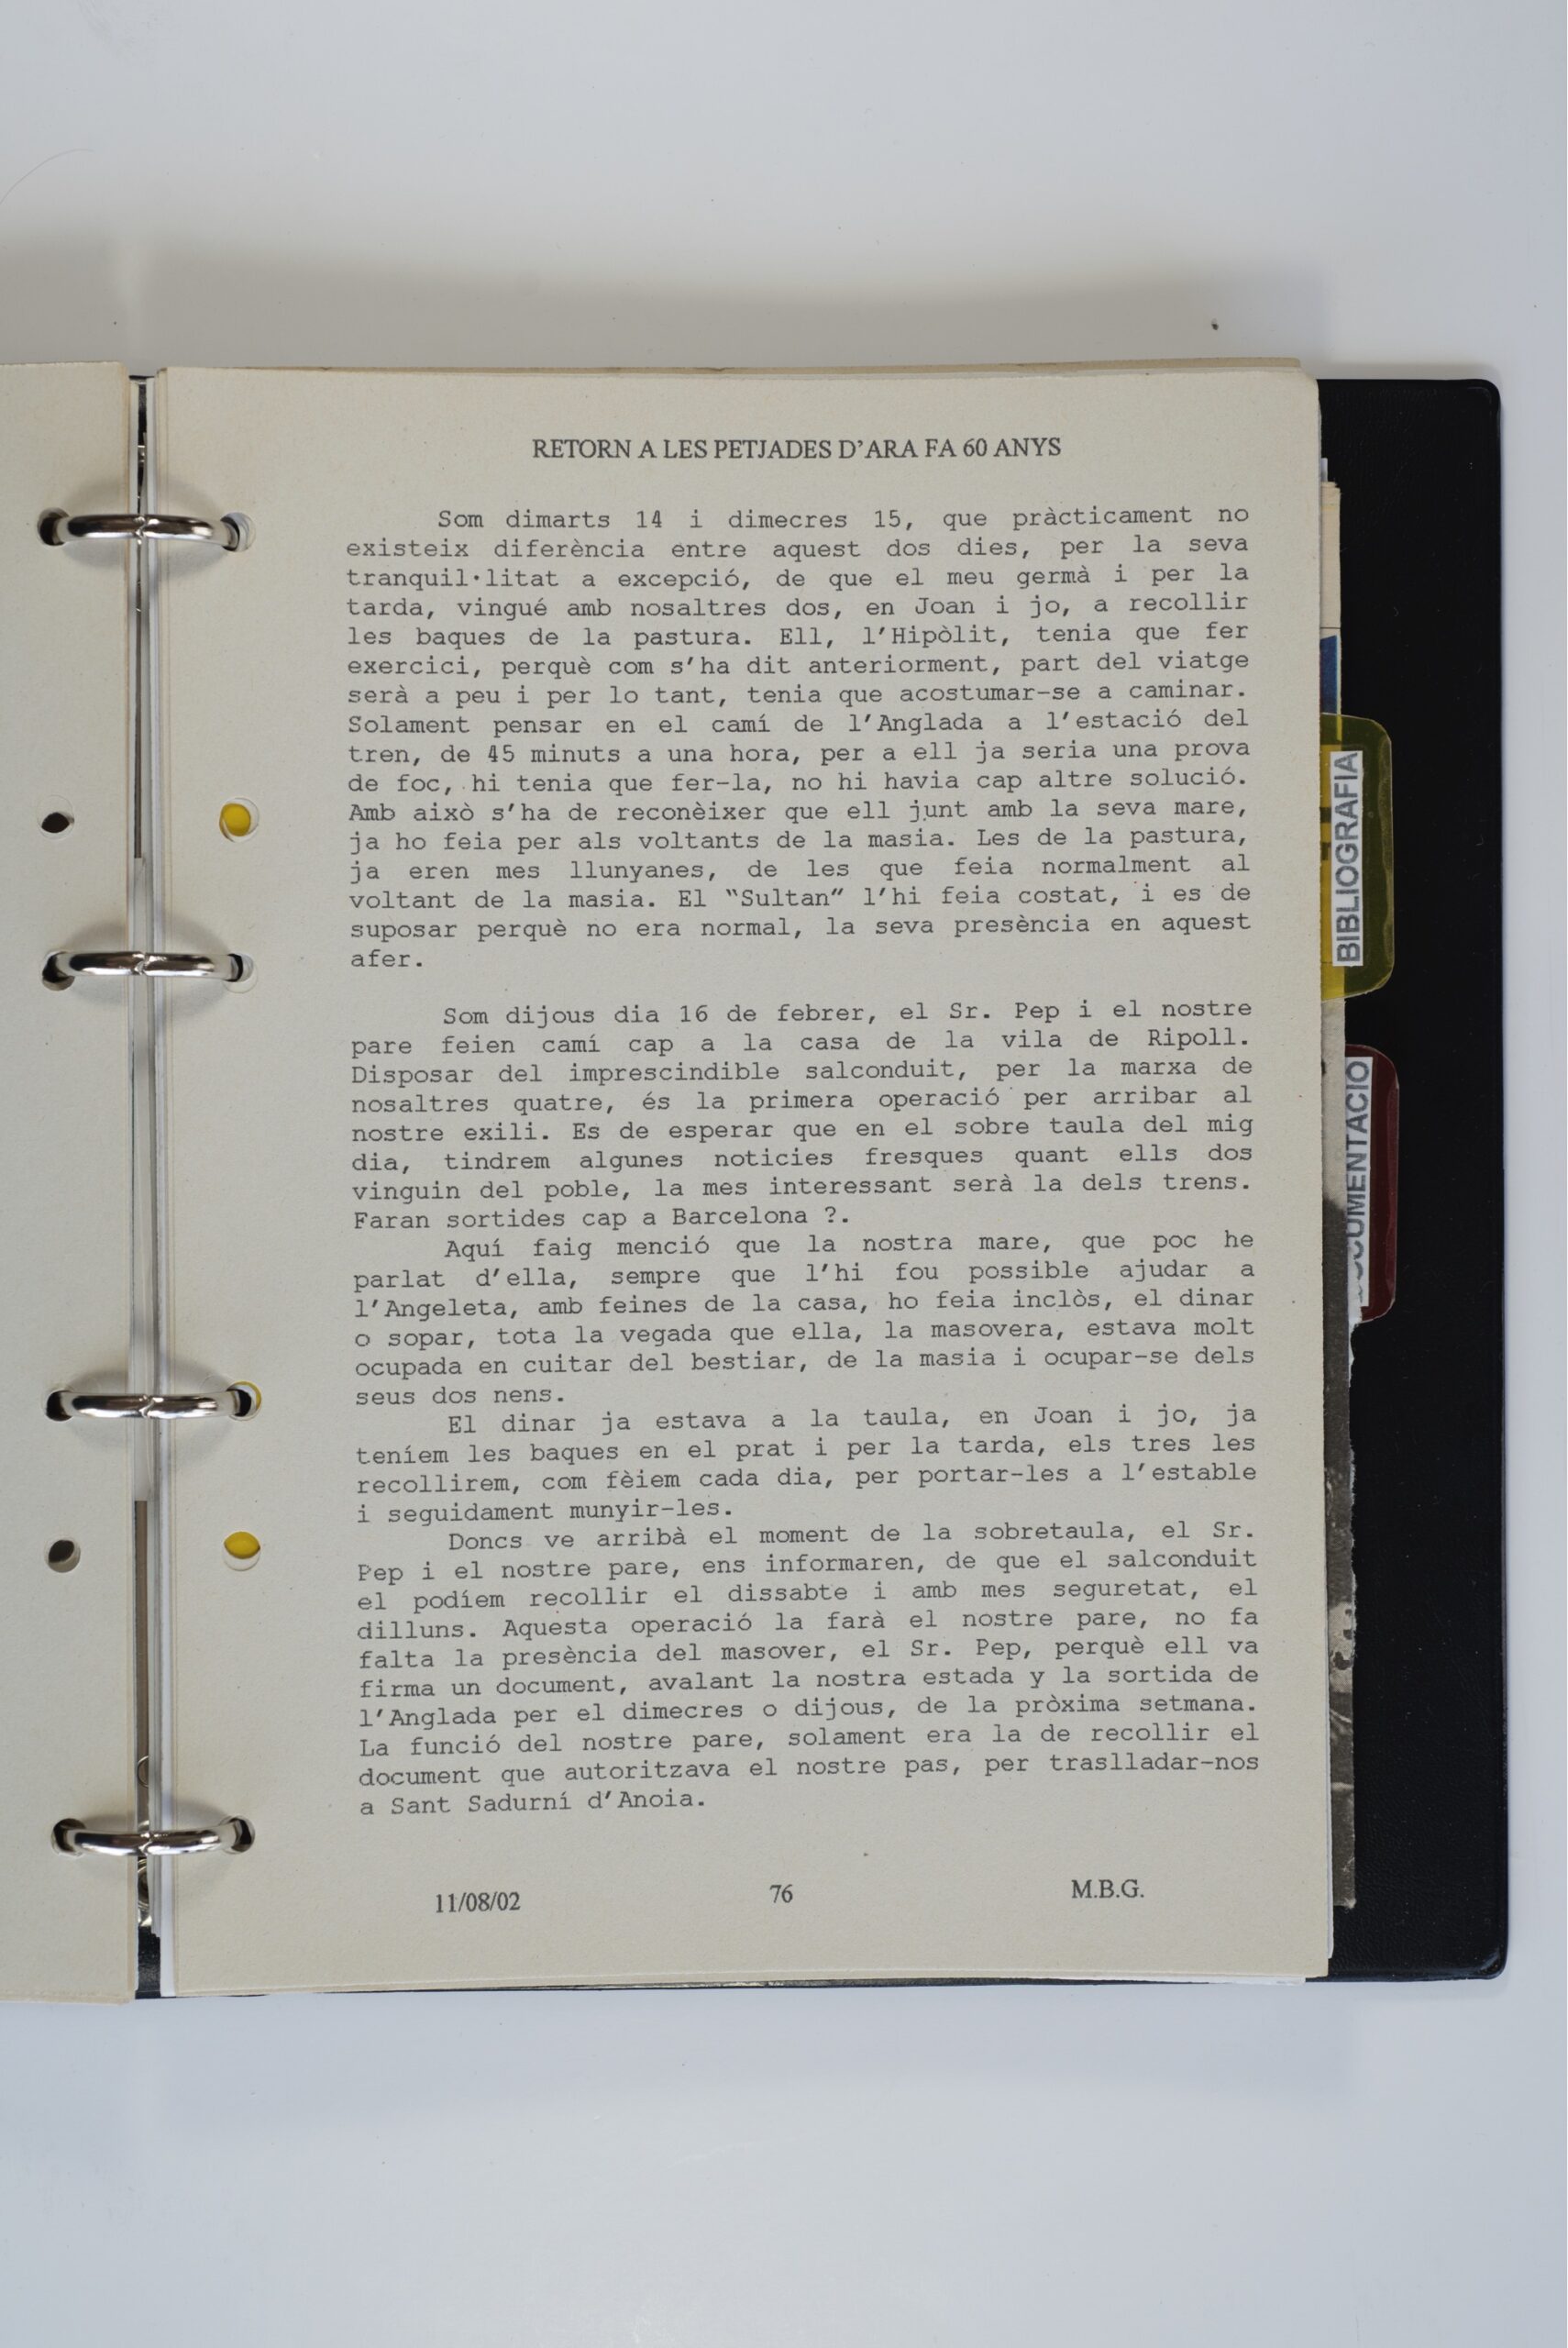 RETORN A LES PETJADES D'ARA FA 60 ANYS
Som dimarts 14 i dimecres 15, que pràcticament no
existeix diferència entre aquest dos dies, per la seva
tranquil·litat a excepció, de que el meu germà i per la
tarda, vingué amb nosaltres dos, en Joan i jo, a recollir
les baques de la pastura. Ell, l'Hipòlit, tenia que fer
exercici, perquè com s'ha dit anteriorment, part del viatge
serà a peu i per lo tant, tenia que acostumar-se a caminar.
Solament pensar en el camí de l'Anglada a l'estació del
tren, de 45 minuts a una hora, per a ell ja seria una prova
de foc, hi tenia que fer-la, no hi havia cap altre solució.
Amb això s'ha de reconèixer que ell junt amb la seva mare,
ja ho feia per als voltants de la masia. Les de la pastura,
ja eren mes llunyanes, de les que feia normalment al
voltant de la masia. El "Sultan" l'hi feia costat, i es de
suposar perquè no era normal, la seva presència en aquest
afer.
Som dijous dia 16 de febrer, el Sr. Pep i el nostre
pare feien camí cap a la casa de la vila de Ripoll.
Disposar del imprescindible salconduit, per la marxa de
nosaltres quatre, és la primera operació per arribar al
nostre exili. Es de esperar que en el sobre taula del mig
dia, tindrem algunes noticies fresques quant ells dos
vinguin del poble, la mes interessant serà la dels trens.
Faran sortides cap a Barcelona ?.
Aquí faig menció que la nostra mare, que poc he
parlat d'ella, sempre que l'hi fou possible ajudar a
l'Angeleta, amb feines de la casa, ho feia inclòs, el dinar
o sopar, tota la vegada que ella, la masovera, estava molt
ocupada en cuitar del bestiar, de la masia i ocupar-se dels
seus dos nens.
El dinar ja estava a la taula, en Joan i jo, ja
teníem les baques en el prat i per la tarda, els tres les
recollirem, com fèiem cada dia, per portar-les a l'estable
i seguidament munyir-les.
Doncs ve arribà el moment de la sobretaula, el Sr.
Pep i el nostre pare, ens informaren, de que el salconduit
el podíem recollir el dissabte i amb mes seguretat, el
dilluns. Aquesta operació la farà el nostre pare, no fa
falta la presència del masover, el Sr. Pep, perquè ell va
firma un document, avalant la nostra estada y la sortida de
l'Anglada per el dimecres o dijous, de la pròxima setmana.
La funció del nostre pare, solament era la de recollir el
document que autoritzava el nostre pas, per traslladar-nos
a Sant Sadurní d'Anoia.
11/08/02 76 M.B.G.
BIBLIOGRAFIA